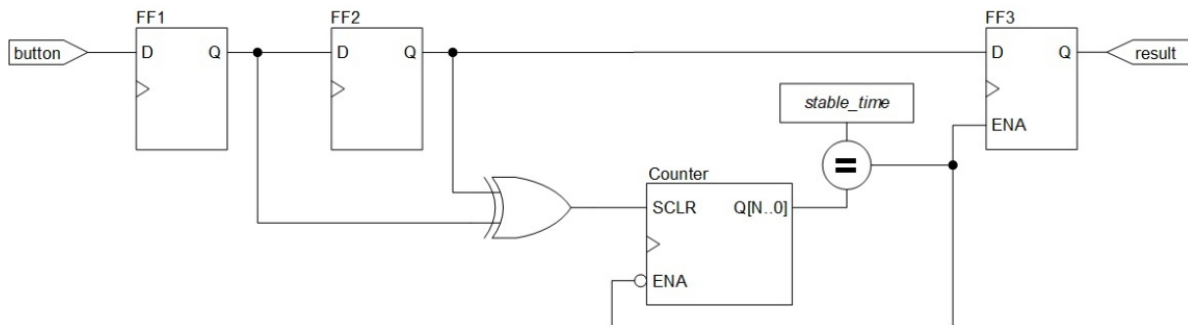 FF1
FF2
FF3
button
D
Q
D
Q
D
Q
result
stable_time
ENA
=
Counter
SCLR
Q[N..0]
ENA